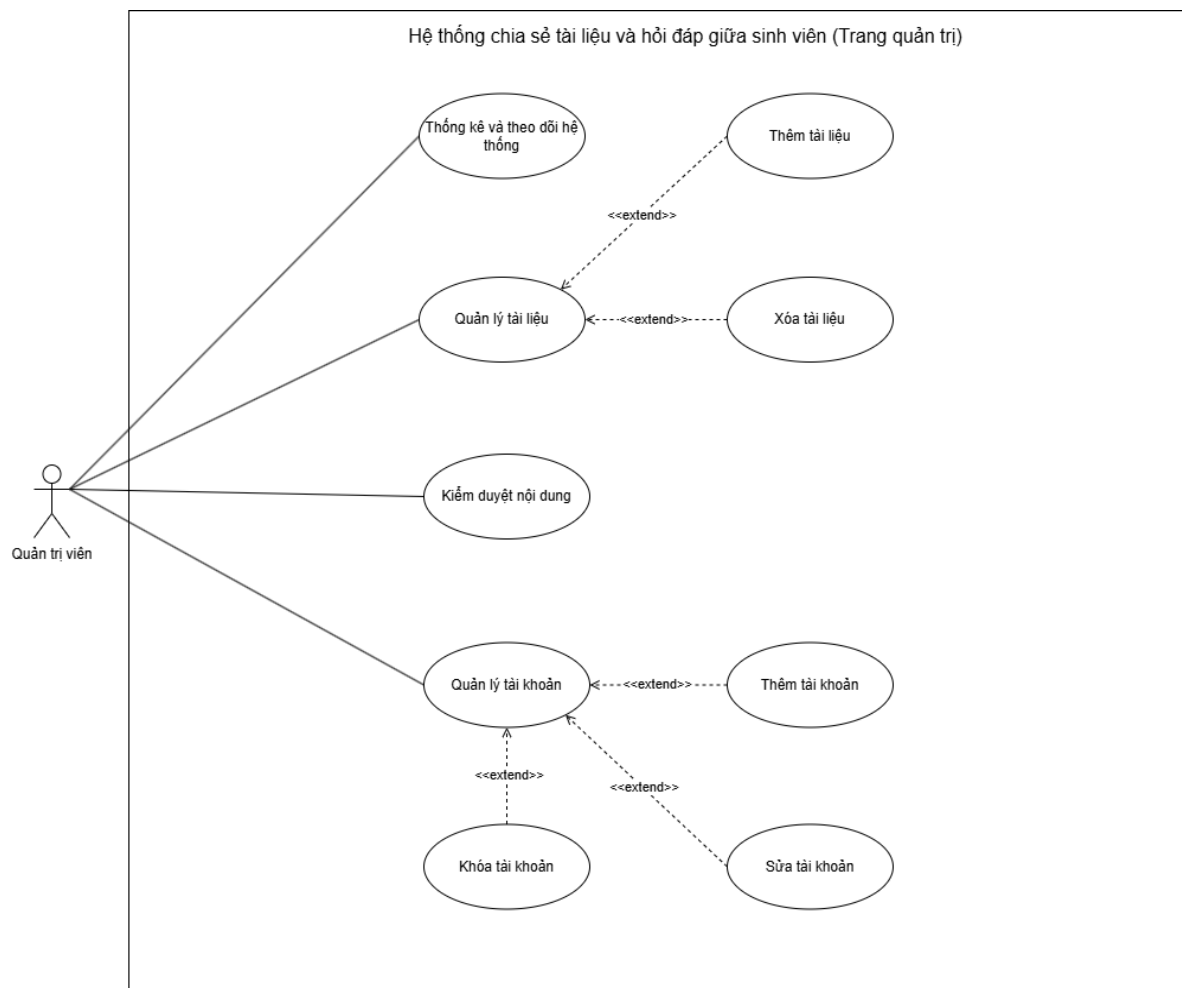 Hệ thống chia sẻ tài liệu và hỏi đáp giữa sinh viên (Trang quản trị)
Thống kê và theo dõi hệ
thống
Thêm tài liệu
<<extend>>
Quản lý tài liệu
<<extend>>
Xóa tài liệu
Kiểm duyệt nội dung
Quản trị viên
Quản lý tài khoản
<<extend>>
Thêm tài khoản
<<extend>>
<<extend>>
Khóa tài khoản
Sửa tài khoản